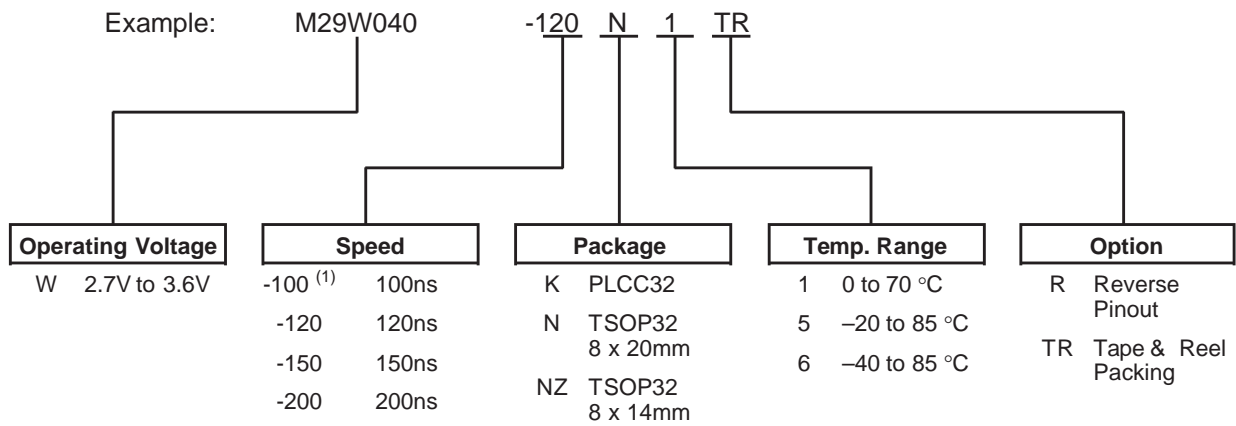 Example: M29W040 -120 N 1 TR
Operating Voltage
W 2.7V to 3.6V
Speed
-100 (1) 100ns
-120 120ns
-150 150ns
-200 200ns
Package
K PLCC32
N TSOP32
8 x 20mm
NZ TSOP32
8 x 14mm
Temp. Range
1 0 to 70 °C
5 –20 to 85 °C
6 –40 to 85 °C
Option
R Reverse
Pinout
TR Tape & Reel
Packing